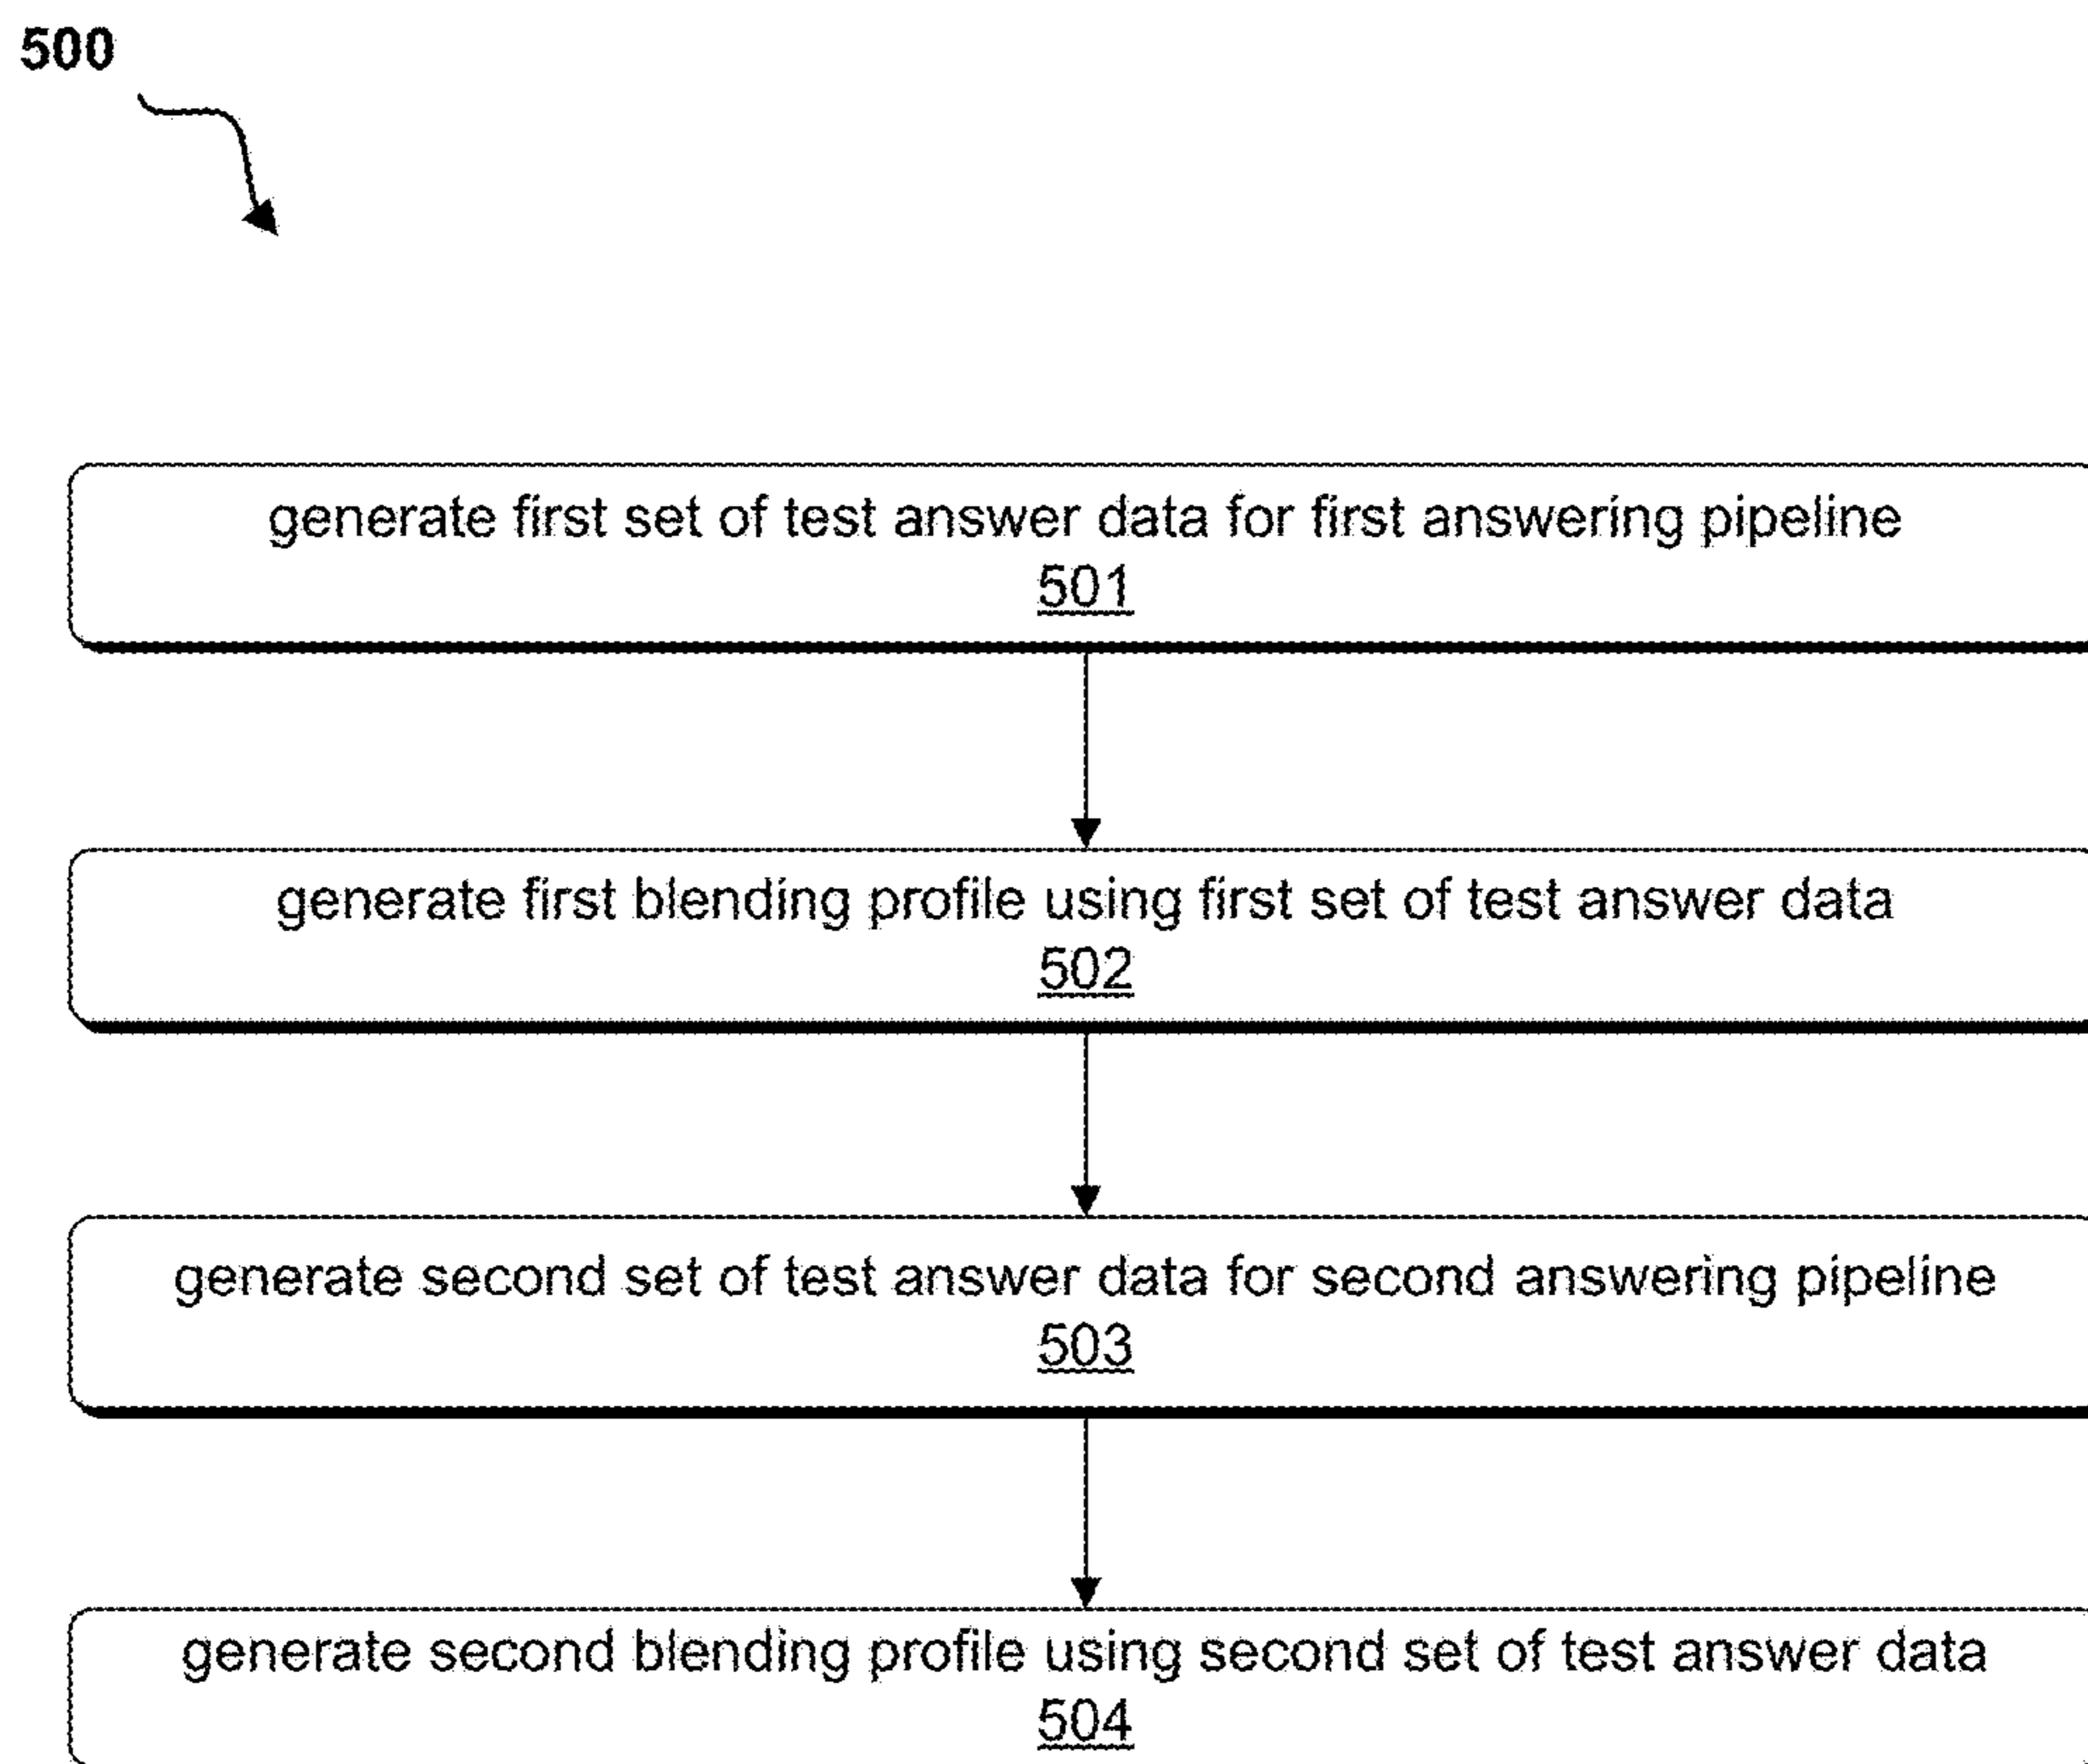 500
generate first set of test answer data for first answering pipeline
501
generate first blending profile using first set of test answer data
502
generate second set of test answer data for second answering pipeline
503
generate second blending profile using second set of test answer data
504